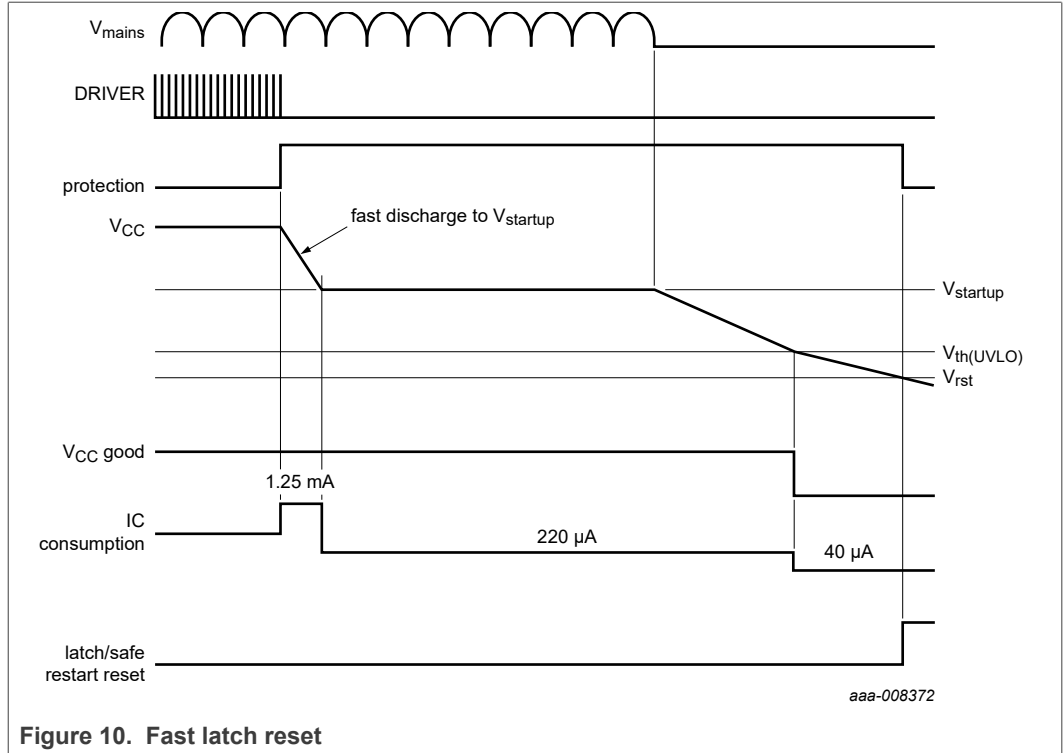 Vmains
DRIVER
protection
VCC
fast discharge to Vstartup
Vstartup
Vth(UVLO)
Vrst
VCC good
1.25 mA
IC
consumption
220 µA
40 µA
latch/safe
restart reset
aaa-008372
Figure 10. Fast latch reset